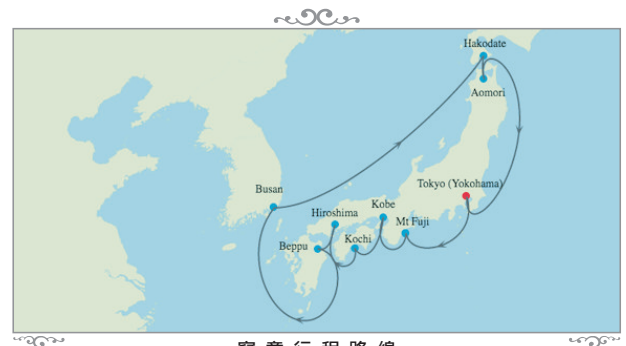 Hakodate
Aomori
Tokyo (Yokohama)
Busan
Kobe
Hiroshima
Mt Fuji
Kochi
Beppu